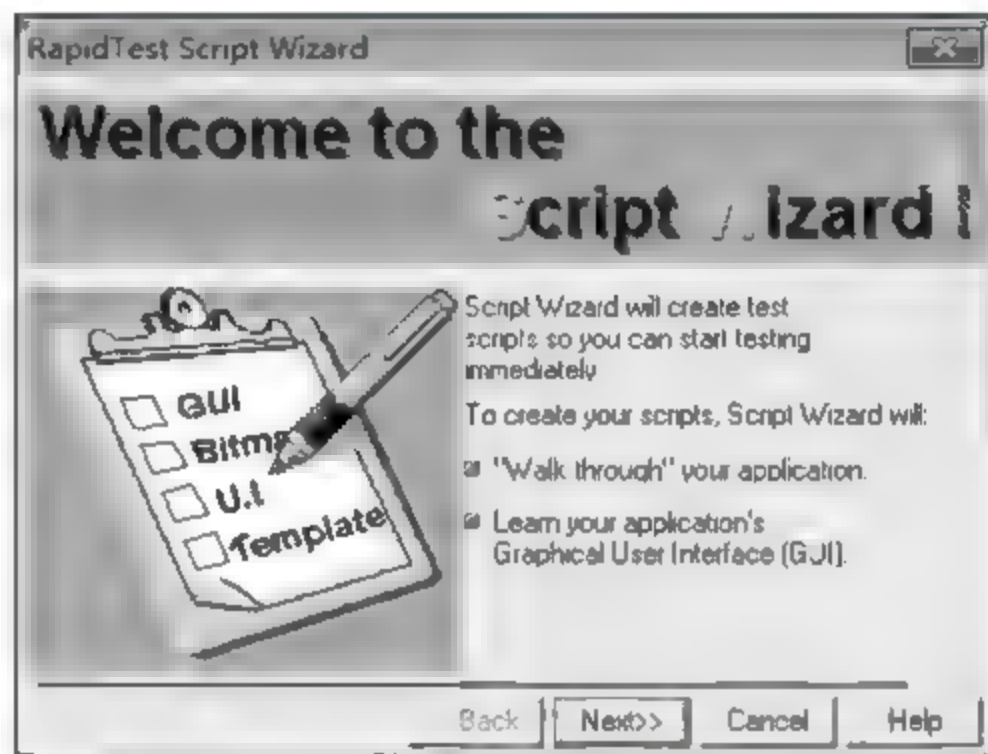 RapidTest Script Wizard
Welcome to the
Script Wizard !
GUI
Bitma
U.I
Template
Script Wizard will create test
scripts so you can start testing
immediately
To create your scripts, Script Wizard will:
"Walk through" your application.
Learn your application's
Graphical User Interface (GUI).
Back Next>> Cancel Help